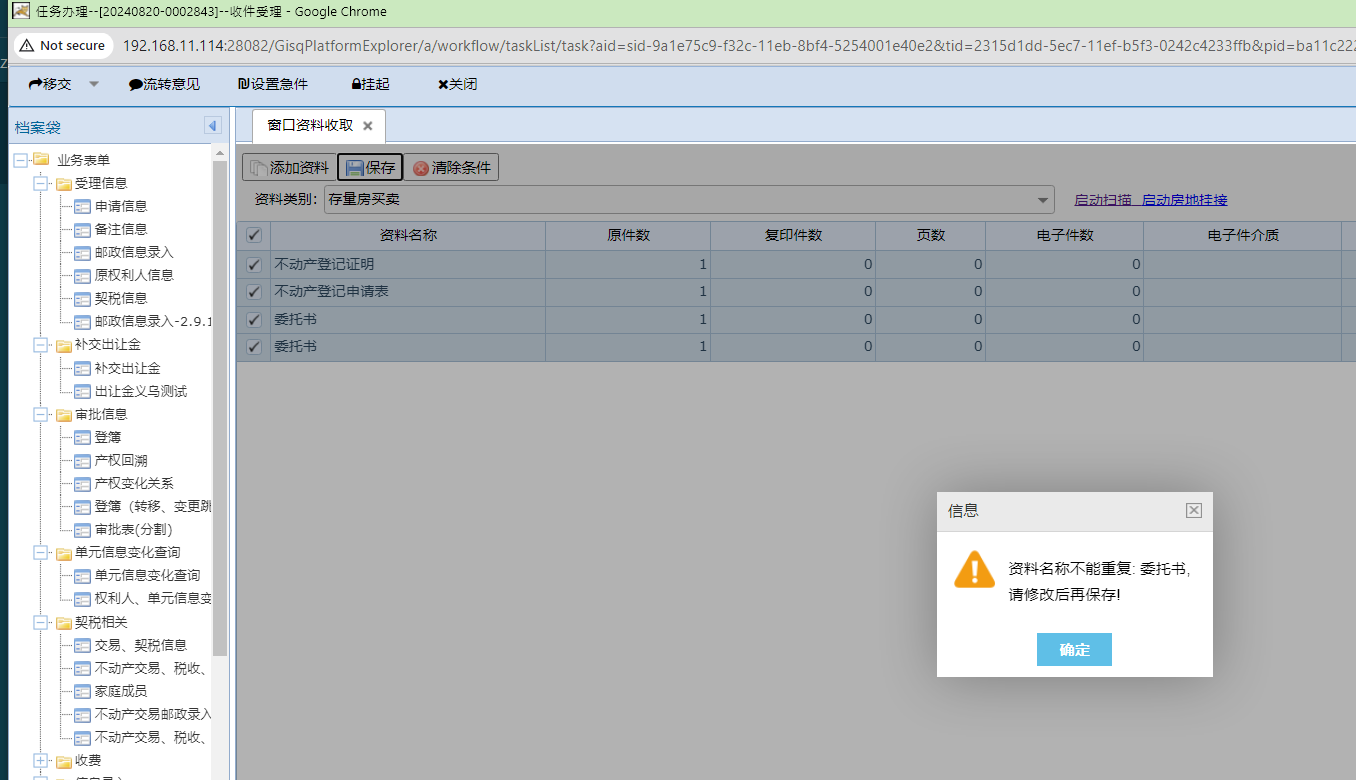 任务办理--[20240820-0002843]--收件受理 - Google Chrome
Not secure 192.168.11.114:28082/GisqPlatformExplorer/a/workflow/taskList/task?aid=sid-9a1e75c9-f32c-11eb-8bf4-5254001e40e2&tid=2315d1dd-5ec7-11ef-b5f3-0242c4233ffb&pid=ba11c222
移交 流转意见 设置急件 挂起 关闭
档案袋
业务表单
受理信息
申请信息
备注信息
邮政信息录入
原权利人信息
契税信息
邮政信息录入-2.9.1
补交出让金
补交出让金
出让金义乌测试
审批信息
登簿
产权回溯
产权变化关系
登簿（转移、变更跳
审批表(分割)
单元信息变化查询
单元信息变化查询
权利人、单元信息变
契税相关
交易、契税信息
不动产交易、税收、
家庭成员
不动产交易邮政录入
不动产交易、税收、
收费
窗口资料收取
添加资料 保存 清除条件
资料类别: 存量房买卖 启动扫描 启动房地挂接
资料名称 原件数 复印件数 页数 电子件数 电子件介质
不动产登记证明 1 0 0 0
不动产登记申请表 1 0 0 0
委托书 1 0 0 0
委托书 1 0 0 0
信息
资料名称不能重复: 委托书,
请修改后再保存!
确定